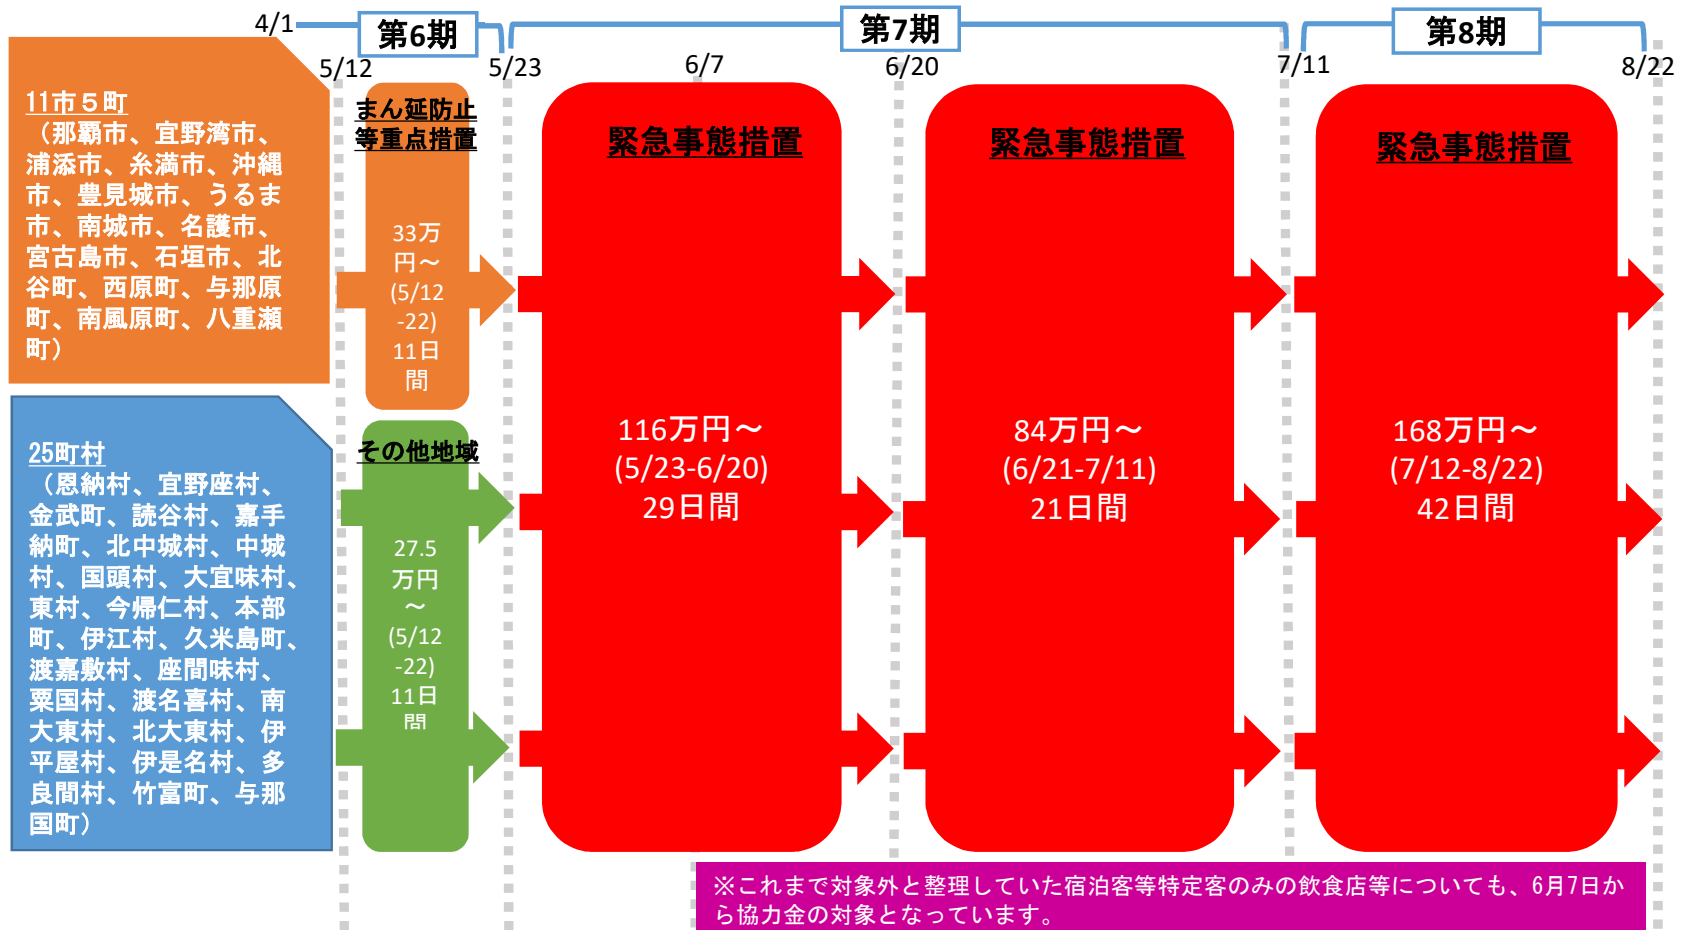 4/1
第6期
第7期
第8期
5/12
5/23
6/7
6/20
7/11
8/22
11市５町
（那覇市、宜野湾市、
浦添市、糸満市、沖縄
市、豊見城市、うるま
市、南城市、名護市、
宮古島市、石垣市、北
谷町、西原町、与那原
町、南風原町、八重瀬
町）
まん延防止
等重点措置
33万
円～
(5/12
-22)
11日
間
25町村
（恩納村、宜野座村、
金武町、読谷村、嘉手
納町、北中城村、中城
村、国頭村、大宜味村、
東村、今帰仁村、本部
町、伊江村、久米島町、
渡嘉敷村、座間味村、
粟国村、渡名喜村、南
大東村、北大東村、伊
平屋村、伊是名村、多
良間村、竹富町、与那
国町）
その他地域
27.5
万円
～
(5/12
-22)
11日
間
緊急事態措置
116万円～
(5/23-6/20)
29日間
緊急事態措置
84万円～
(6/21-7/11)
21日間
緊急事態措置
168万円～
(7/12-8/22)
42日間
※これまで対象外と整理していた宿泊客等特定客のみの飲食店等についても、6月7日か
ら協力金の対象となっています。